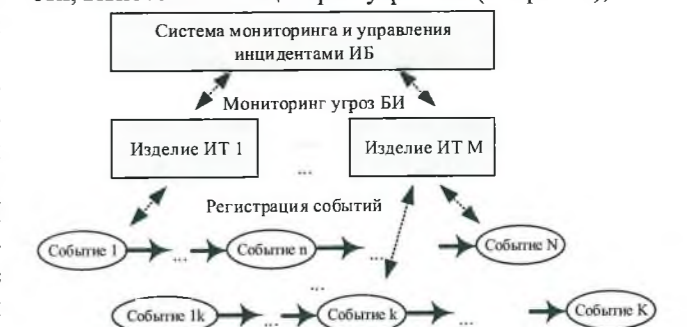 Система мониторинга и управления
инцидентами ИБ
Мониторинг угроз БИ
Изделие ИТ 1
...
Изделие ИТ М
Регистрация событий
Событие 1
...
Событие n
...
Событие N
...
Событие 1k
...
Событие k
...
Событие K